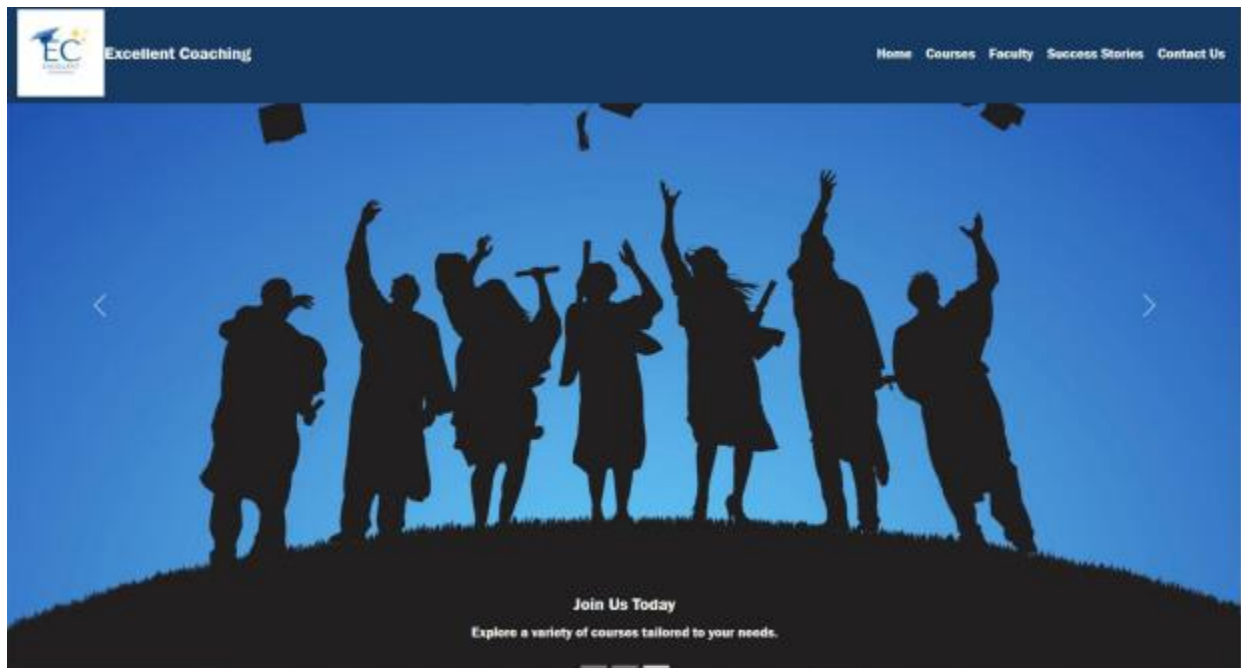 EC
Excellent Coaching
Home Courses Faculty Success Stories Contact Us
Join Us Today
Explore a variety of courses tailored to your needs.